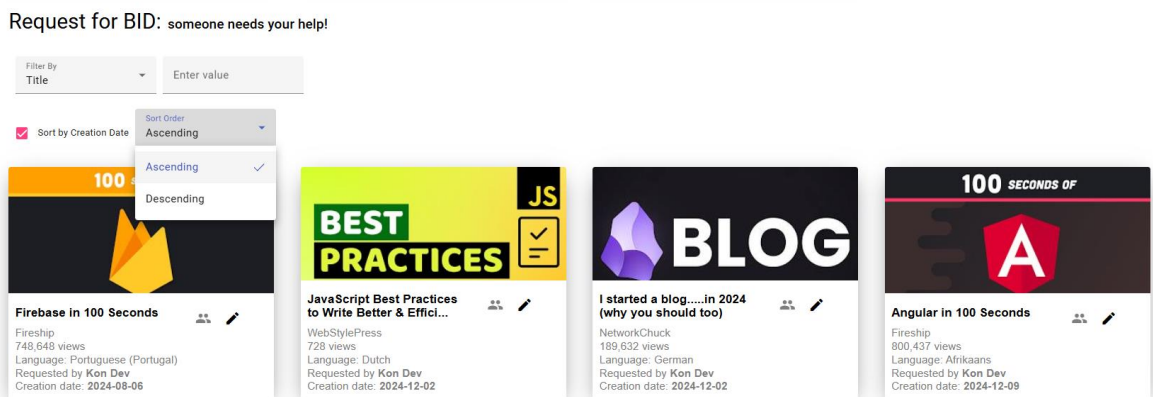 Request for BID: someone needs your help!
Filter By
Title
Enter value
Sort by Creation Date
Sort Order
Ascending
Ascending
Descending
100
BEST
PRACTICES
JS
BLOG
100 SECONDS OF
A
Firebase in 100 Seconds
Fireship
748,648 views
Language: Portuguese (Portugal)
Requested by Kon Dev
Creation date: 2024-08-06
JavaScript Best Practices
to Write Better & Effici...
WebStylePress
728 views
Language: Dutch
Requested by Kon Dev
Creation date: 2024-12-02
I started a blog.....in 2024
(why you should too)
NetworkChuck
189,632 views
Language: German
Requested by Kon Dev
Creation date: 2024-12-02
Angular in 100 Seconds
Fireship
800,437 views
Language: Afrikaans
Requested by Kon Dev
Creation date: 2024-12-09